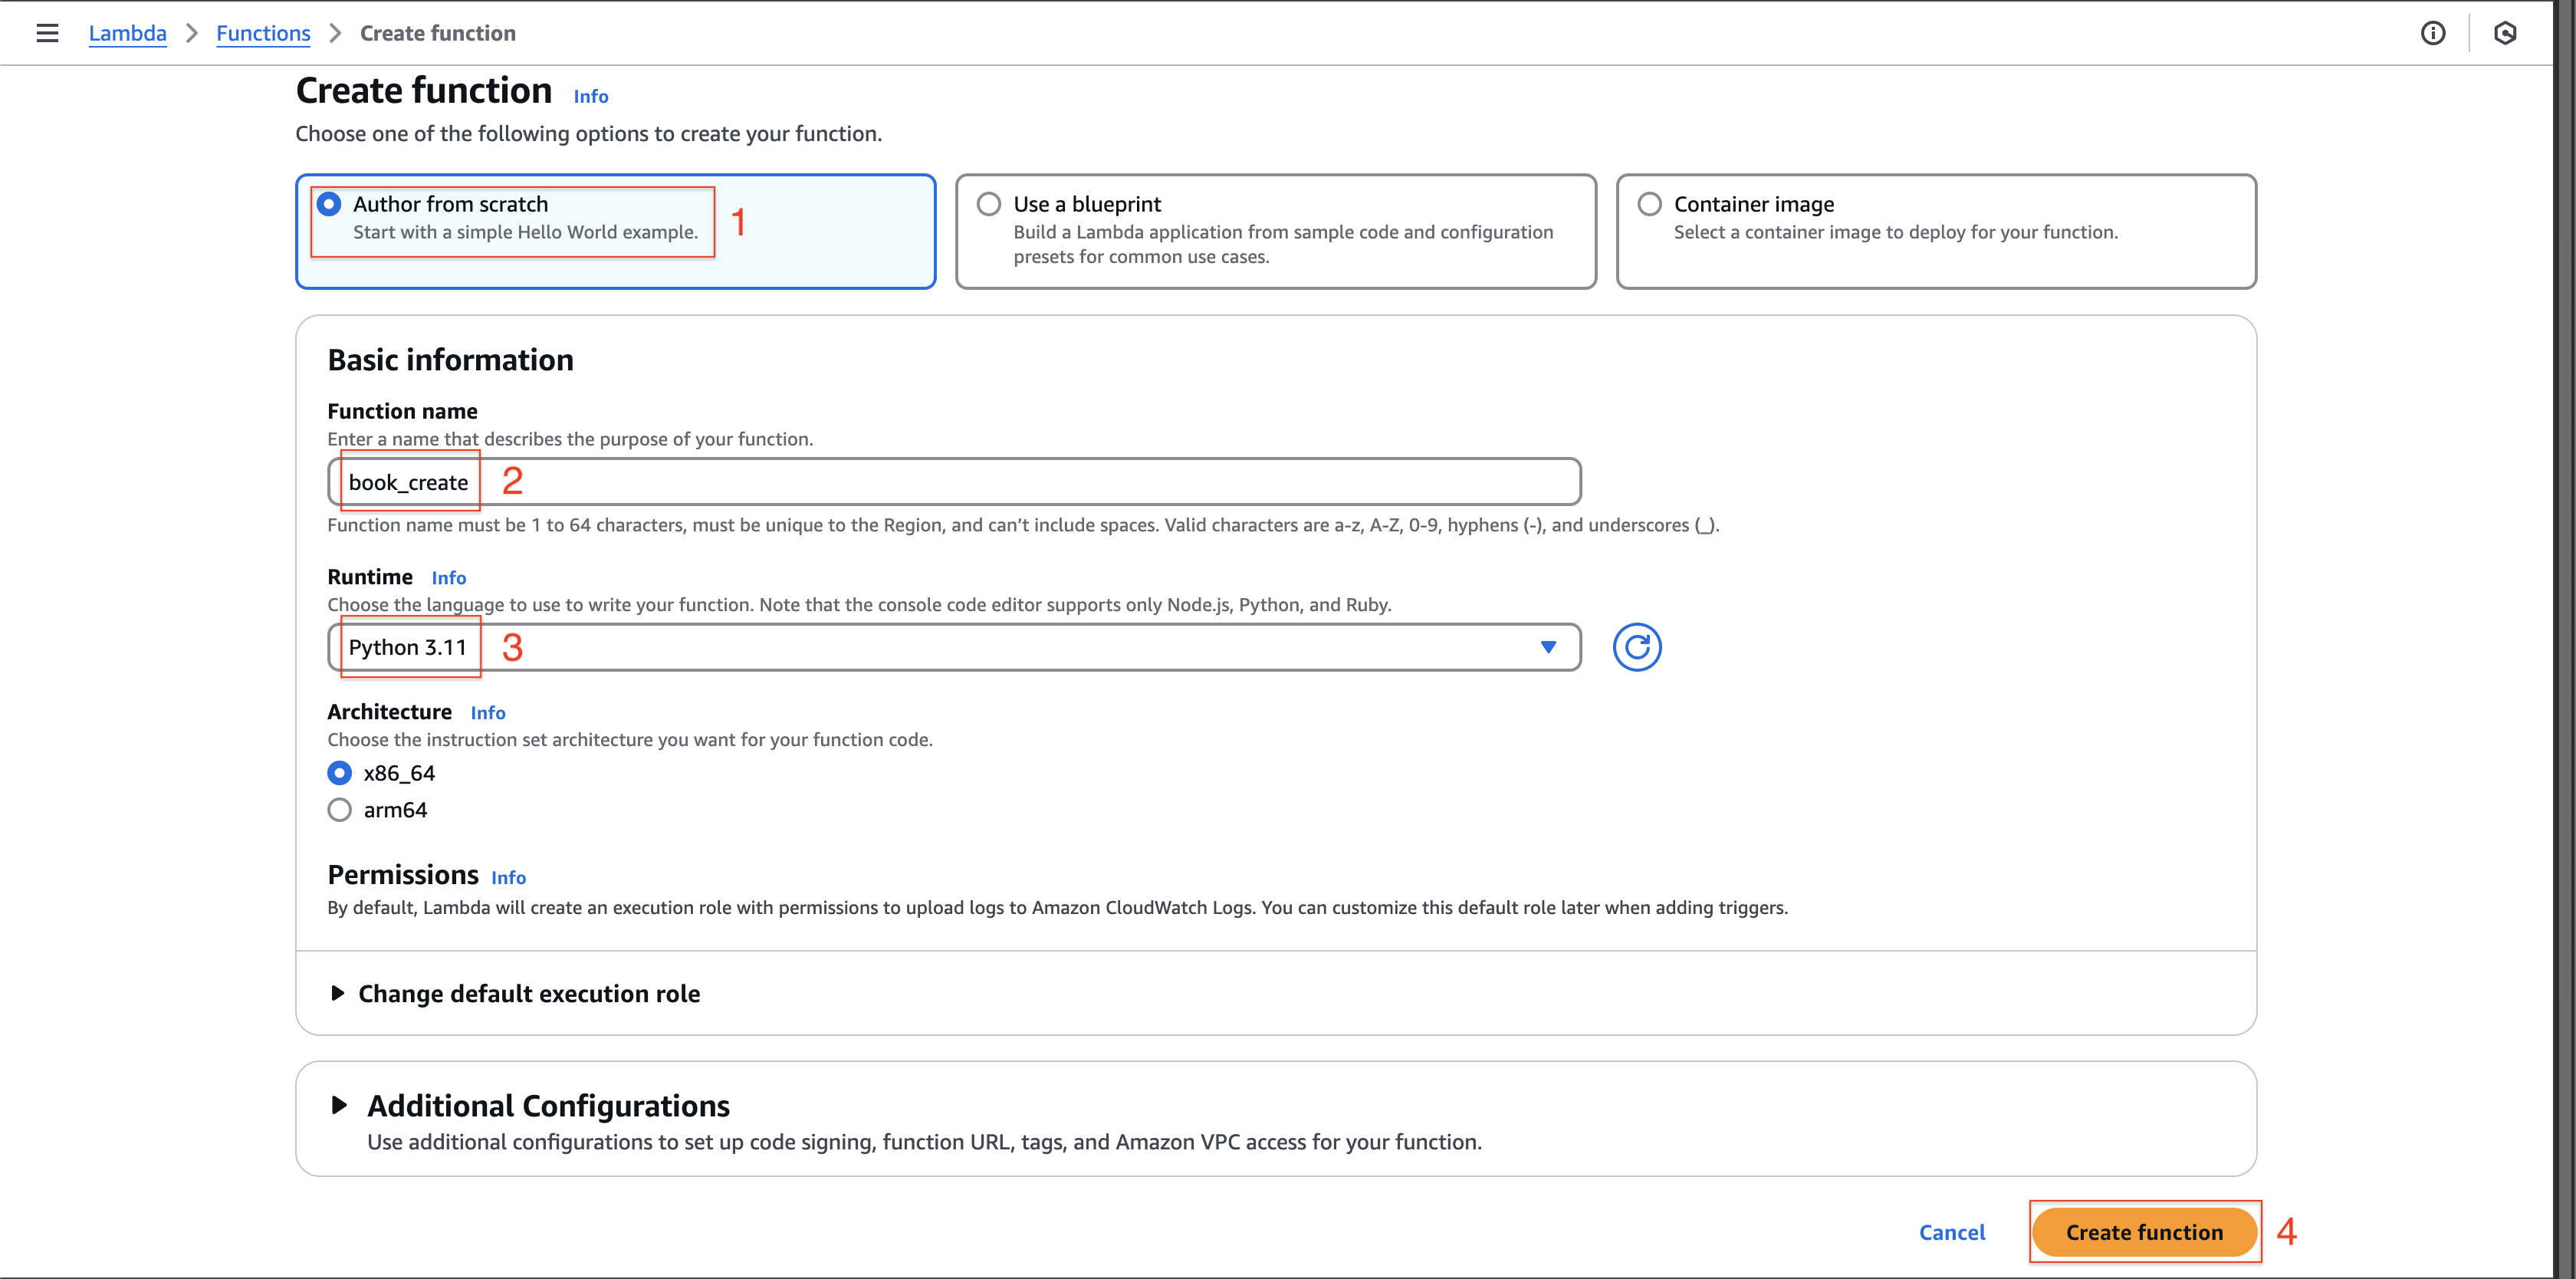 Lambda > Functions > Create function
Create function Info
Choose one of the following options to create your function.
Author from scratch
Start with a simple Hello World example.
1
Use a blueprint
Build a Lambda application from sample code and configuration
presets for common use cases.
Container image
Select a container image to deploy for your function.
Basic information
Function name
Enter a name that describes the purpose of your function.
book_create 2
Function name must be 1 to 64 characters, must be unique to the Region, and can't include spaces. Valid characters are a-z, A-Z, 0-9, hyphens (-), and underscores (_).
Runtime Info
Choose the language to use to write your function. Note that the console code editor supports only Node.js, Python, and Ruby.
Python 3.11 3
Architecture Info
Choose the instruction set architecture you want for your function code.
x86_64
arm64
Permissions Info
By default, Lambda will create an execution role with permissions to upload logs to Amazon CloudWatch Logs. You can customize this default role later when adding triggers.
Change default execution role
Additional Configurations
Use additional configurations to set up code signing, function URL, tags, and Amazon VPC access for your function.
Cancel Create function 4